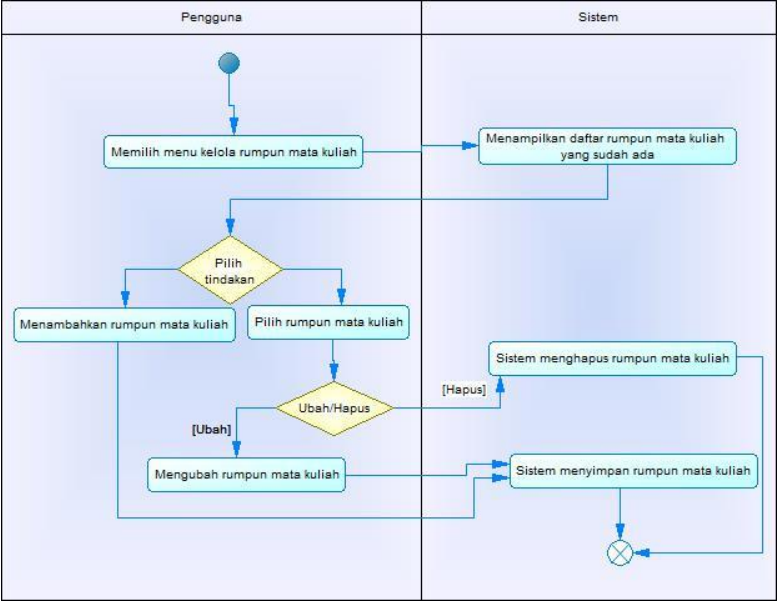 Pengguna
Sistem
Memilih menu kelola rumpun mata kuliah
Menampilkan daftar rumpun mata kuliah
yang sudah ada
Pilih
tindakan
Menambahkan rumpun mata kuliah
Pilih rumpun mata kuliah
Sistem menghapus rumpun mata kuliah
[Hapus]
Ubah/Hapus
[Ubah]
Mengubah rumpun mata kuliah
Sistem menyimpan rumpun mata kuliah